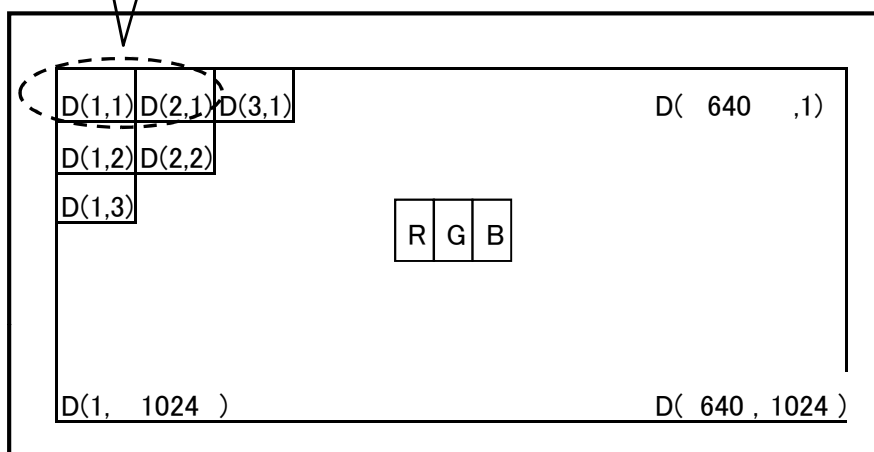 D(1,1) D(2,1) D(3,1) D( 640 ,1)
D(1,2) D(2,2)
D(1,3)
R G B
D(1, 1024 ) D( 640 , 1024 )